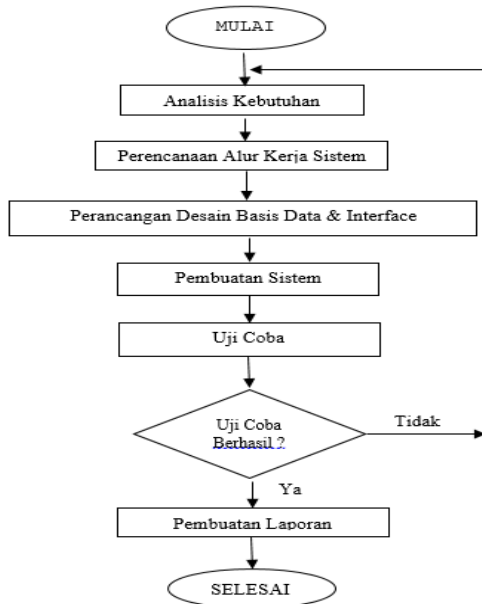 MULAI
Analisis Kebutuhan
Perencanaan Alur Kerja Sistem
Perancangan Desain Basis Data & Interface
Pembuatan Sistem
Uji Coba
Uji Coba
Berhasil ?
Tidak
Ya
Pembuatan Laporan
SELESAI